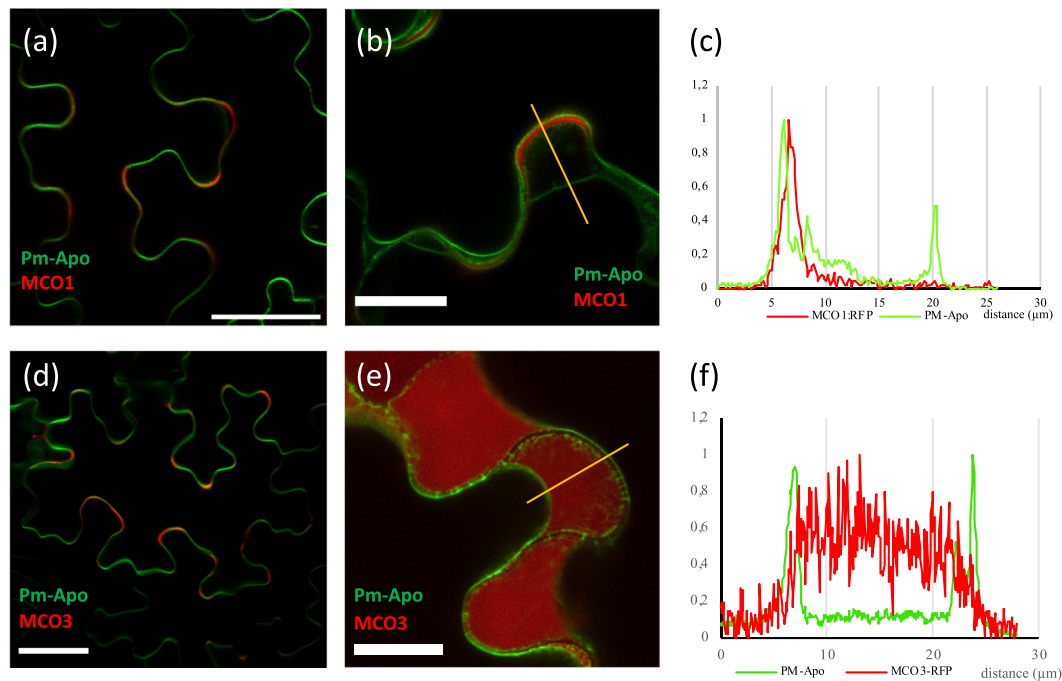 (a)
Pm-Apo
MCO1
(b)
Pm-Apo
MCO1
(c)
1,2
1
0,8
0,6
0,4
0,2
0
0 5 10 15 20 25 30
MCO1:RFP PM-Apo distance (µm)
(d)
Pm-Apo
MCO3
(e)
Pm-Apo
MCO3
(f)
1,2
1
0,8
0,6
0,4
0,2
0
0 10 20 30
PM-Apo MCO3-RFP distance (µm)